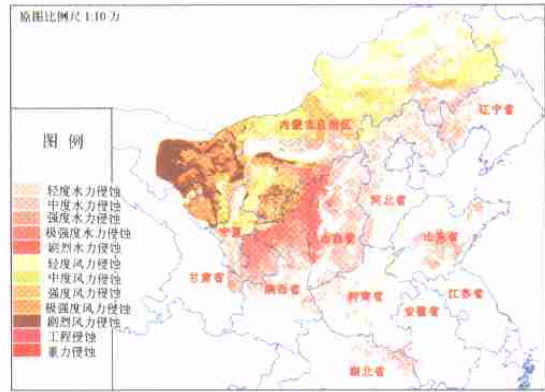 原图比例尺 1:10 万
图 例
轻度水力侵蚀
中度水力侵蚀
强度水力侵蚀
极强度水力侵蚀
剧烈水力侵蚀
轻度风力侵蚀
中度风力侵蚀
强度风力侵蚀
极强度风力侵蚀
剧烈风力侵蚀
工程侵蚀
重力侵蚀
内蒙古自治区
辽宁省
河北省
宁夏
山西省
山东省
甘肃省
陕西省
河南省
江苏省
安徽省
湖北省